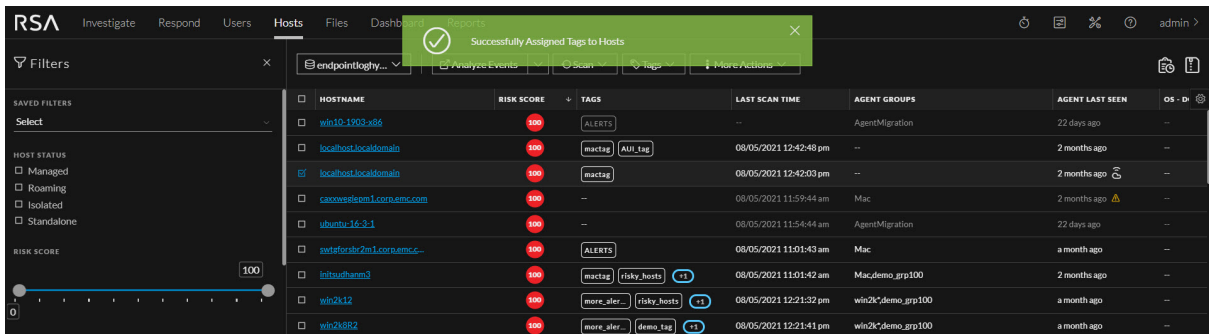 RSA Investigate Respond Users Hosts Files Dashboard Reports admin >
Successfully Assigned Tags to Hosts
Filters
endpointloghy... Analyze Events Scan Tags More Actions
SAVED FILTERS
Select
HOST STATUS
Managed
Roaming
Isolated
Standalone
RISK SCORE
100
0
HOSTNAME RISK SCORE TAGS LAST SCAN TIME AGENT GROUPS AGENT LAST SEEN
win10-1903-x86 100 ALERTS -- AgentMigration 22 days ago --
localhost.localdomain 100 mactag AUI_tag 08/05/2021 12:42:48 pm -- 2 months ago --
localhost.localdomain 100 mactag 08/05/2021 12:42:03 pm -- 2 months ago --
caxxweglepm1.corp.emc.com 100 -- 08/05/2021 11:59:44 am Mac 2 months ago --
ubuntu-16-3-1 100 -- 08/05/2021 11:54:44 am AgentMigration 22 days ago --
swtgforsbr2m1.corp.emc.c... 100 ALERTS 08/05/2021 11:01:43 am Mac a month ago --
initsudhanm3 100 mactag risky_hosts +1 08/05/2021 11:01:42 am Mac,demo_grp100 2 months ago --
win2k12 100 more_aler... risky_hosts +1 08/05/2021 12:21:32 pm win2k*,demo_grp100 a month ago --
win2k8R2 100 more_aler... demo_tag +1 08/05/2021 12:21:41 pm win2k*,demo_grp100 a month ago --